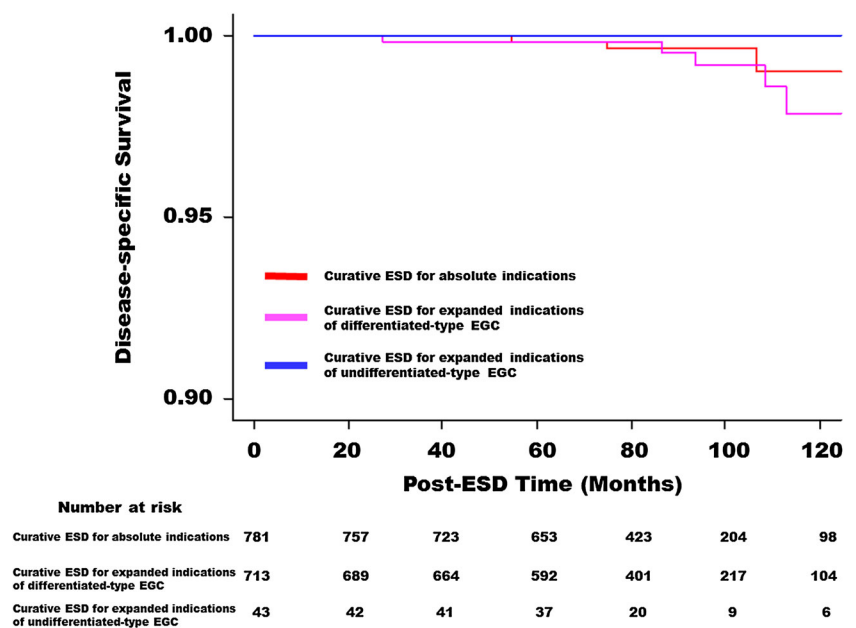 1.00
0.95
0.90
Disease-specific Survival
Curative ESD for absolute indications
Curative ESD for expanded indications
of differentiated-type EGC
Curative ESD for expanded indications
of undifferentiated-type EGC
0 20 40 60 80 100 120
Post-ESD Time (Months)
Number at risk
Curative ESD for absolute indications 781 757 723 653 423 204 98
Curative ESD for expanded indications
of differentiated-type EGC 713 689 664 592 401 217 104
Curative ESD for expanded indications
of undifferentiated-type EGC 43 42 41 37 20 9 6